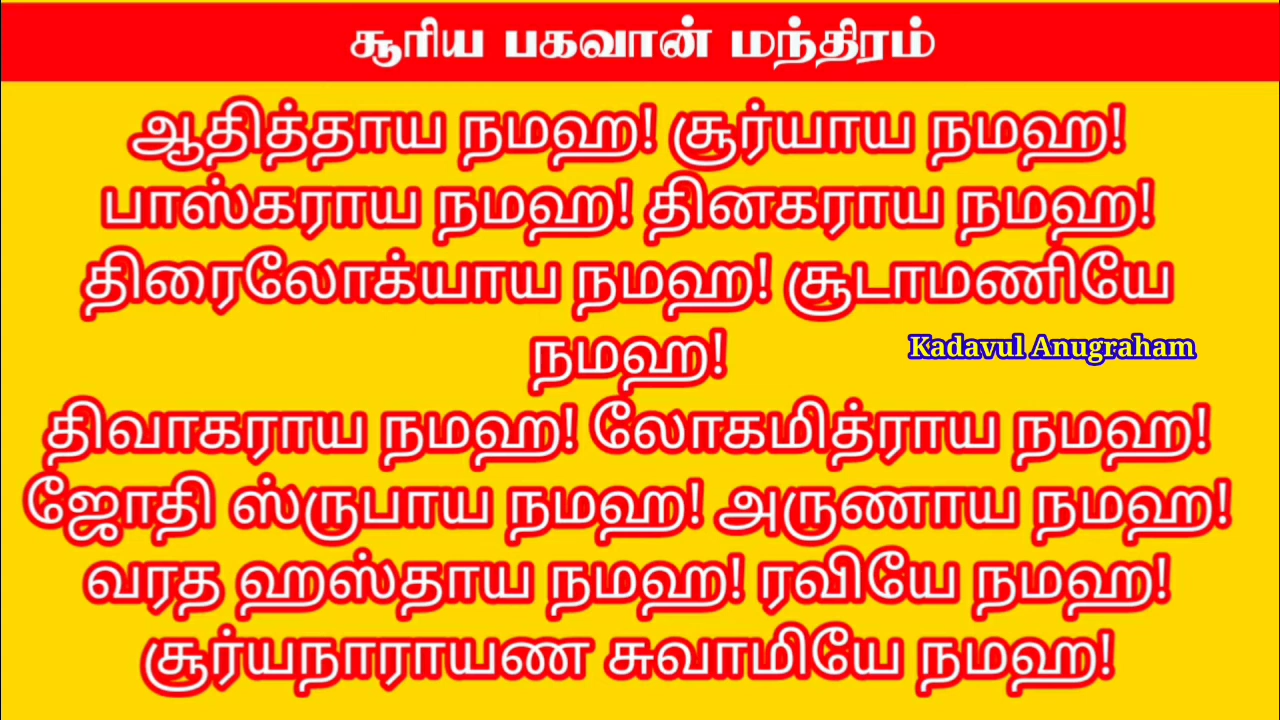 சூரிய பகவான் மந்திரம்
ஆதித்தாய நமஹ! சூர்யாய நமஹ!
பாஸ்கராய நமஹ! தினகராய நமஹ!
திரைலோக்யாய நமஹ! சூடாமணியே
நமஹ!
Kadavul Anugraham
திவாகராய நமஹ! லோகமித்ராய நமஹ!
ஜோதி ஸ்ருபாய நமஹ! அருணாய நமஹ!
வரத ஹஸ்தாய நமஹ! ரவியே நமஹ!
சூர்யநாராயண சுவாமியே நமஹ!